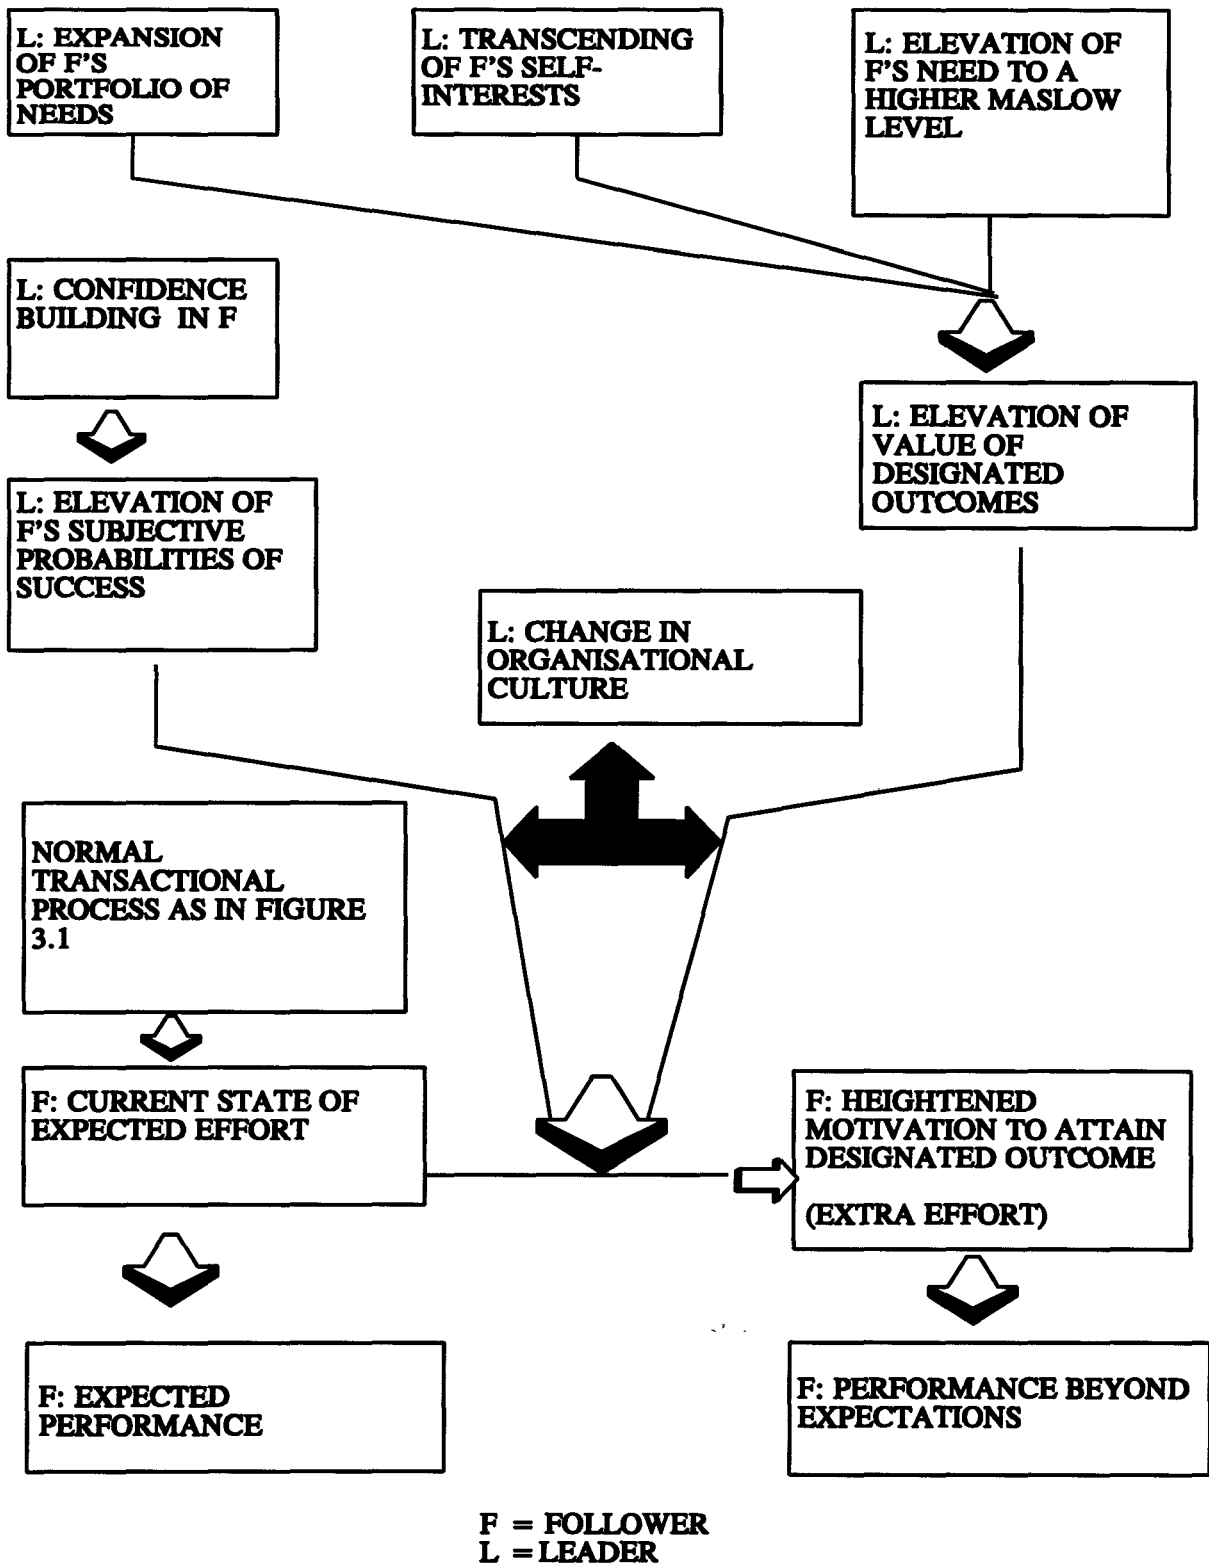 L: EXPANSION
OF F'S
PORTFOLIO OF
NEEDS
L: TRANSCENDING
OF F'S SELF-
INTERESTS
L: ELEVATION OF
F'S NEED TO A
HIGHER MASLOW
LEVEL
L: CONFIDENCE
BUILDING IN F
L: ELEVATION OF
VALUE OF
DESIGNATED
OUTCOMES
L: ELEVATION OF
F'S SUBJECTIVE
PROBABILITIES OF
SUCCESS
L: CHANGE IN
ORGANISATIONAL
CULTURE
NORMAL
TRANSACTIONAL
PROCESS AS IN FIGURE
3.1
F: CURRENT STATE OF
EXPECTED EFFORT
F: HEIGHTENED
MOTIVATION TO ATTAIN
DESIGNATED OUTCOME
(EXTRA EFFORT)
F: EXPECTED
PERFORMANCE
F: PERFORMANCE BEYOND
EXPECTATIONS
F = FOLLOWER
L = LEADER